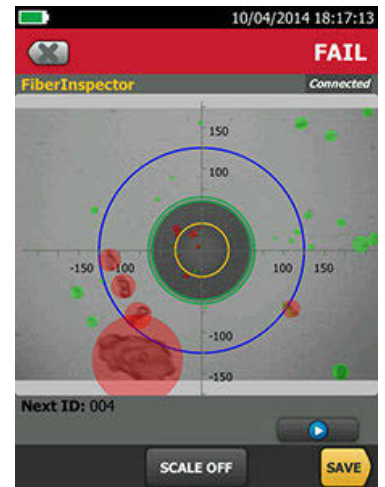 10/04/2014 18:17:13
FAIL
FiberInspector
Connected
150
100
-150 -100 100 150
-100
-150
Next ID: 004
SCALE OFF
SAVE